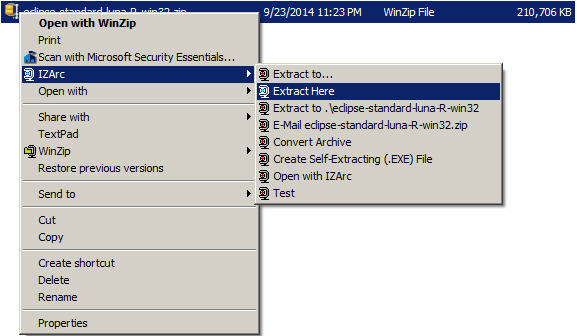 eclipse-standard-luna-R-win32.zip 9/23/2014 11:23 PM WinZip File 210,706 KB
Open with WinZip
Print
Scan with Microsoft Security Essentials...
IZArc
Open with
Share with
TextPad
WinZip
Restore previous versions
Send to
Cut
Copy
Create shortcut
Delete
Rename
Properties
Extract to...
Extract Here
Extract to .\eclipse-standard-luna-R-win32
E-Mail eclipse-standard-luna-R-win32.zip
Convert Archive
Create Self-Extracting (.EXE) File
Open with IZArc
Test